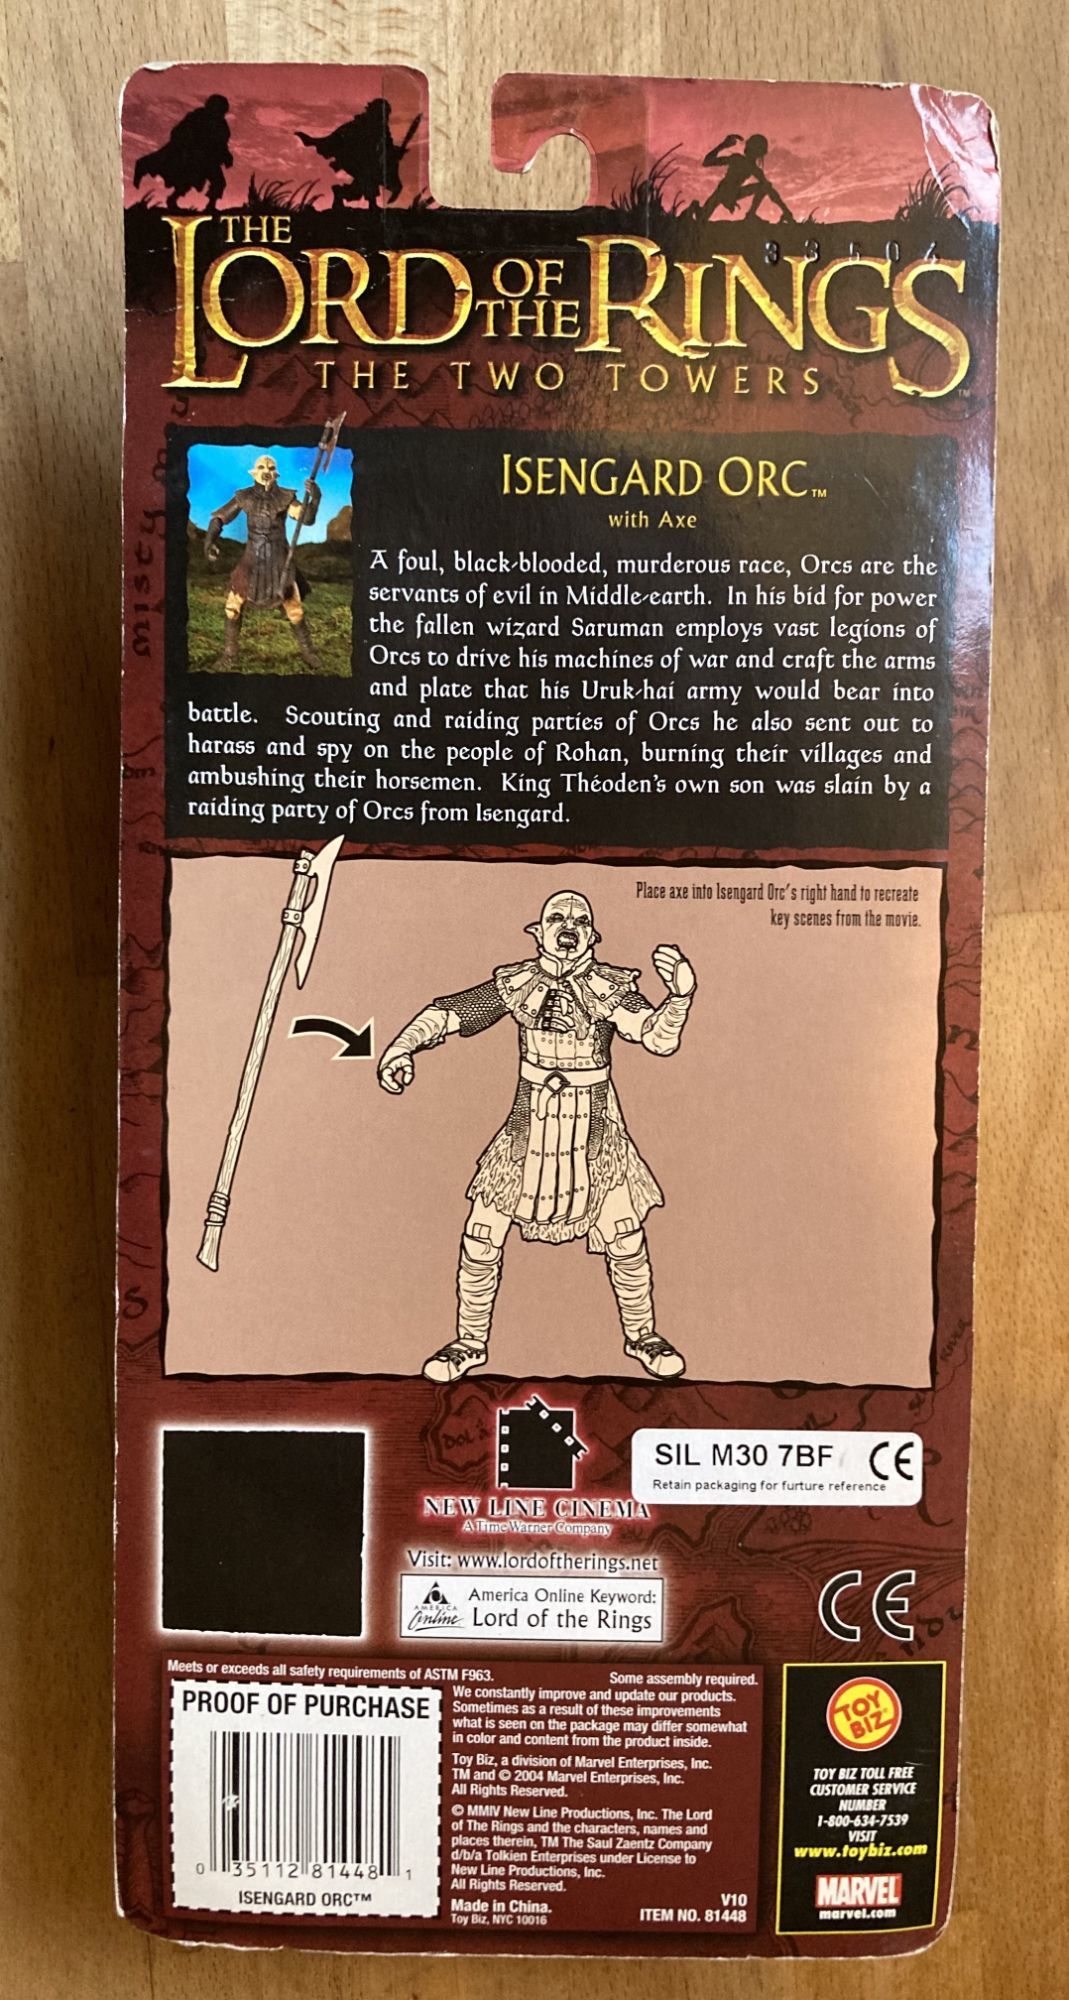 THE
LORD OF THE RINGS
THE TWO TOWERS
33504
ISENGARD ORC™
with Axe
A foul, black-blooded, murderous race, Orcs are the
servants of evil in Middle-earth. In his bid for power
the fallen wizard Saruman employs vast legions of
Orcs to drive his machines of war and craft the arms
and plate that his Uruk-hai army would bear into
battle. Scouting and raiding parties of Orcs he also sent out to
harass and spy on the people of Rohan, burning their villages and
ambushing their horsemen. King Théoden's own son was slain by a
raiding party of Orcs from Isengard.
misty
Place axe into Isengard Orc's right hand to recreate
key scenes from the movie.
NEW LINE CINEMA
A Time Warner Company
SIL M30 7BF CE
Retain packaging for furture reference
Visit: www.lordoftherings.net
AMERICA Online
America Online Keyword:
Lord of the Rings
CE
Meets or exceeds all safety requirements of ASTM F963.
Some assembly required.
PROOF OF PURCHASE
0 35112 81448 1
ISENGARD ORC™
We constantly improve and update our products.
Sometimes as a result of these improvements
what is seen on the package may differ somewhat
in color and content from the product inside.
Toy Biz, a division of Marvel Enterprises, Inc.
TM and © 2004 Marvel Enterprises, Inc.
All Rights Reserved.
© MMIV New Line Productions, Inc. The Lord
of The Rings and the characters, names and
places therein, TM The Saul Zaentz Company
d/b/a Tolkien Enterprises under License to
New Line Productions, Inc.
All Rights Reserved.
Made in China.
Toy Biz, NYC 10016
V10
ITEM NO. 81448
TOY BIZ
TOY BIZ TOLL FREE
CUSTOMER SERVICE
NUMBER
1-800-634-7539
VISIT
www.toybiz.com
MARVEL
marvel.com